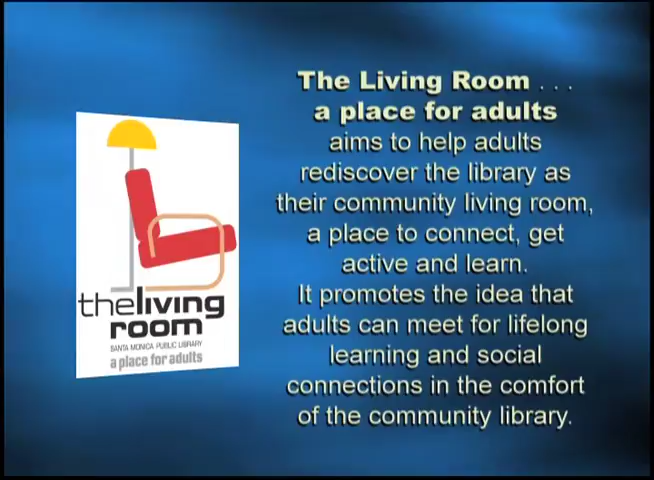 The Living Room . . .
a place for adults
aims to help adults
rediscover the library as
their community living room,
a place to connect, get
active and learn.
It promotes the idea that
adults can meet for lifelong
learning and social
connections in the comfort
of the community library.
theliving
room
SANTA MONICA PUBLIC LIBRARY
a place for adults